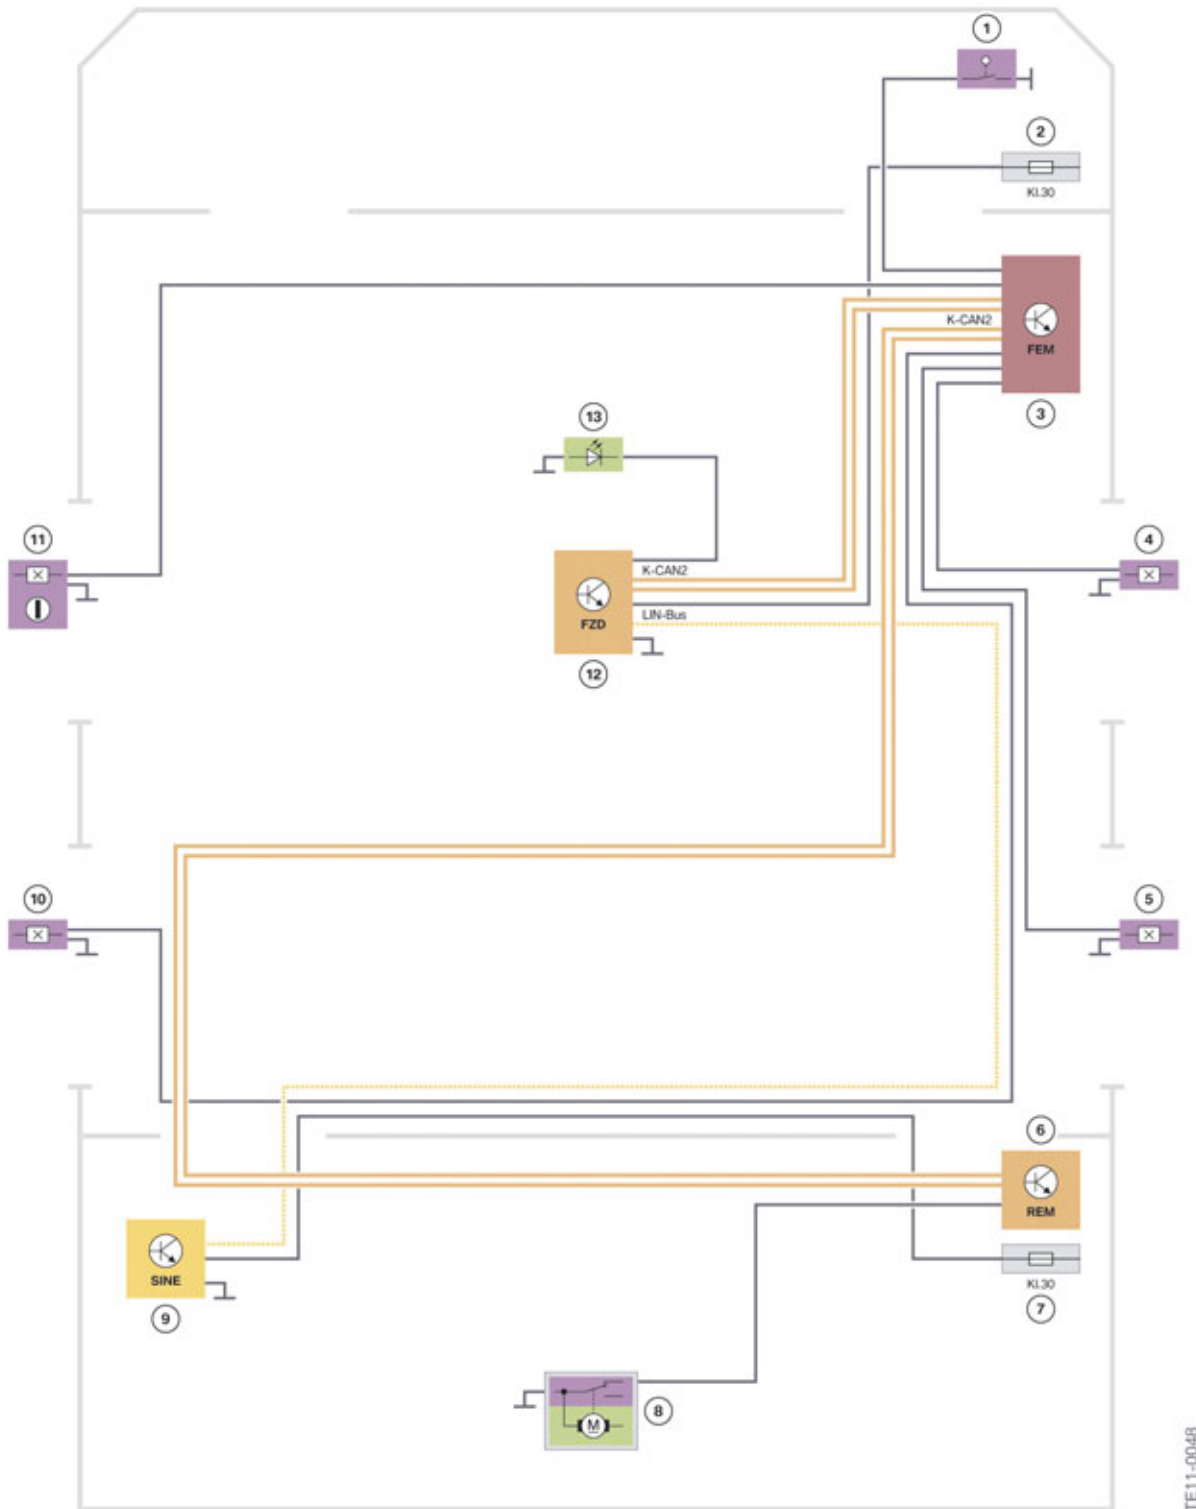 1
2
Kl.30
K-CAN2
FEM
3
13
11
4
K-CAN2
LIN-Bus
FZD
12
10
5
6
REM
SINE
Kl.30
9
7
M
8
TE11-0048